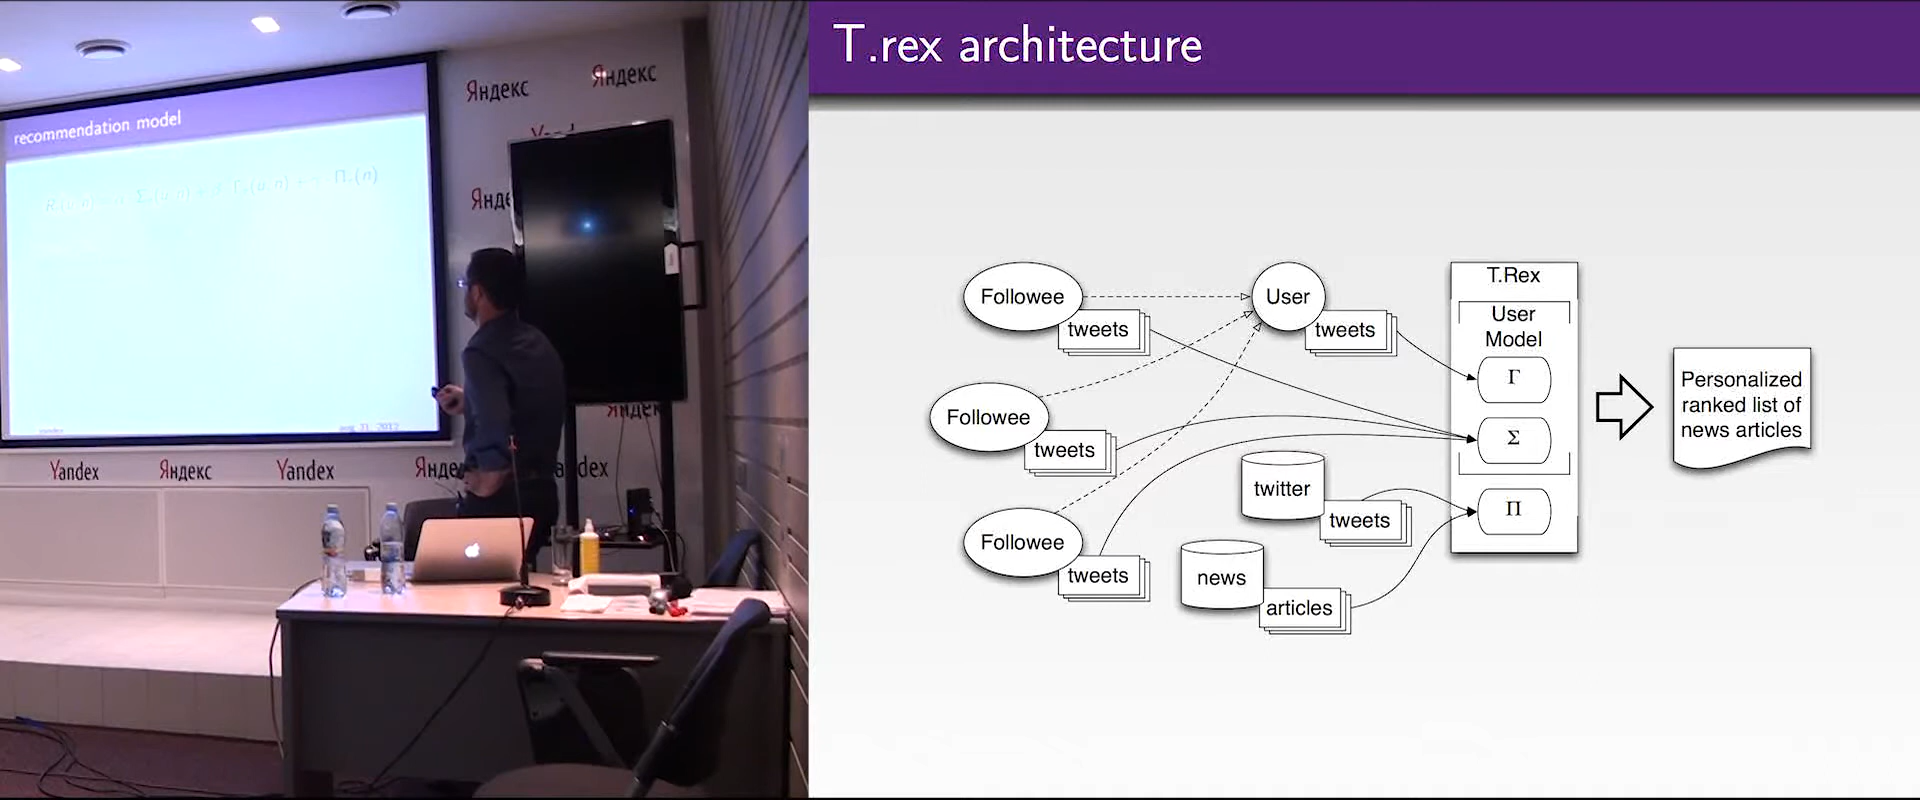 Яндекс
Яндекс
recommendation model
Yandex
Яндекс
Yandex
T.rex architecture
Followee
tweets
User
tweets
T.Rex
User
Model
Γ
Followee
tweets
Σ
twitter
tweets
Π
Followee
tweets
news
articles
Personalized
ranked list of
news articles